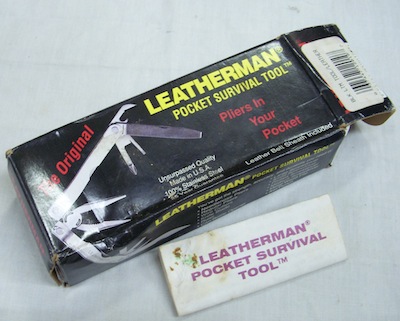 The Original
LEATHERMAN®
POCKET SURVIVAL TOOL™
Pliers In
Your
Pocket
Unsurpassed Quality
Made in U.S.A.
100% Stainless Steel
Leather Belt Sheath Included
LEATHERMAN® POCKET SURVIVAL TOOL™
LEATHERMAN®
POCKET SURVIVAL
TOOL™